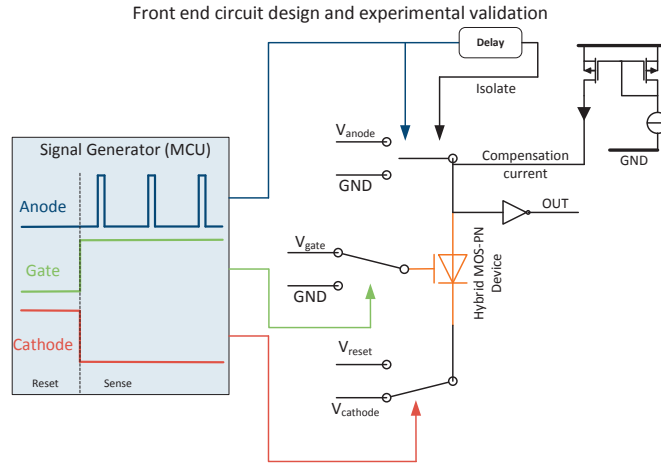 Front end circuit design and experimental validation
Delay
Isolate
Signal Generator (MCU)
Anode
Gate
Cathode
Reset
Sense
Vanode
GND
Compensation
current
GND
OUT
Vgate
GND
Hybrid MOS-PN
Device
Vreset
Vcathode